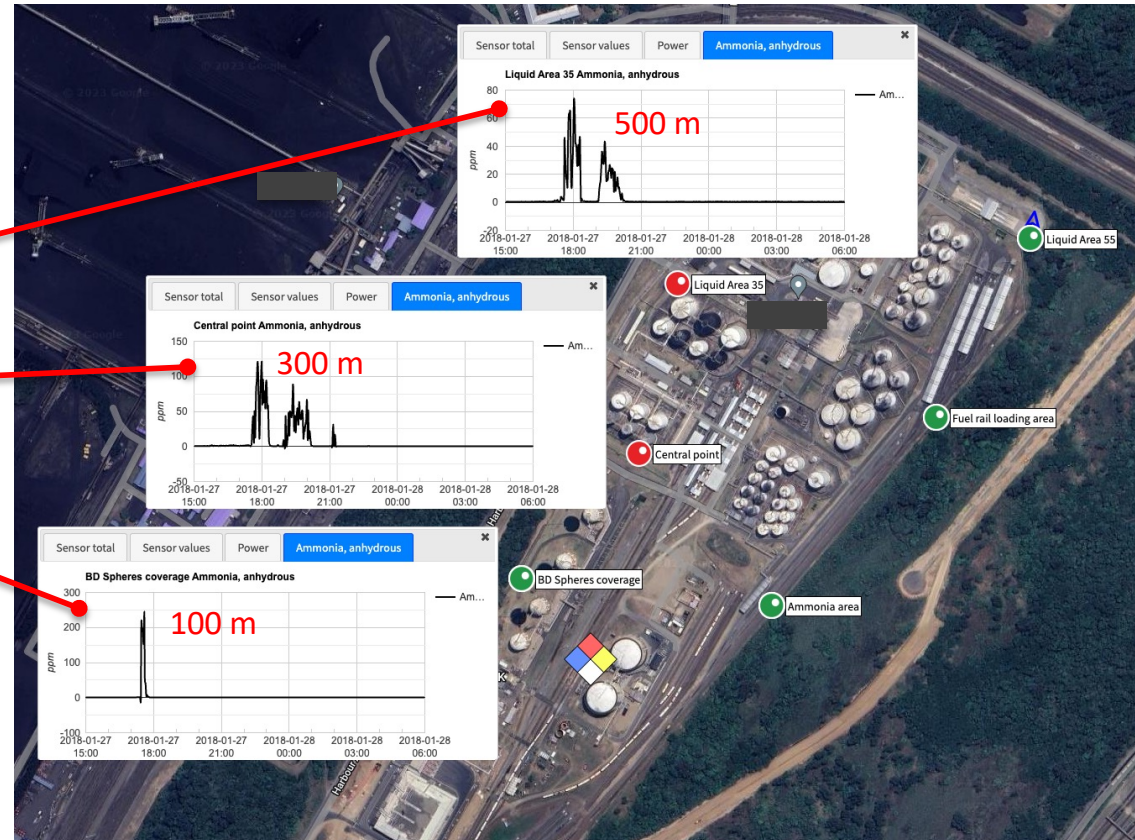 Sensor total Sensor values Power Ammonia, anhydrous
Liquid Area 35 Ammonia, anhydrous
80
60
40
20
0
-20
ppm
500 m
Am...
2018-01-27 2018-01-27 2018-01-27 2018-01-28 2018-01-28 2018-01-28
15:00 18:00 21:00 00:00 03:00 06:00
Liquid Area 55
Liquid Area 35
Sensor total Sensor values Power Ammonia, anhydrous
Central point Ammonia, anhydrous
150
100
50
0
-50
ppm
300 m
Am...
2018-01-27 2018-01-27 2018-01-27 2018-01-28 2018-01-28 2018-01-28
15:00 18:00 21:00 00:00 03:00 06:00
Fuel rail loading area
Central point
Sensor total Sensor values Power Ammonia, anhydrous
BD Spheres coverage Ammonia, anhydrous
300
200
100
0
-100
ppm
100 m
Am...
2018-01-27 2018-01-27 2018-01-27 2018-01-28 2018-01-28 2018-01-28
15:00 18:00 21:00 00:00 03:00 06:00
BD Spheres coverage
Ammonia area